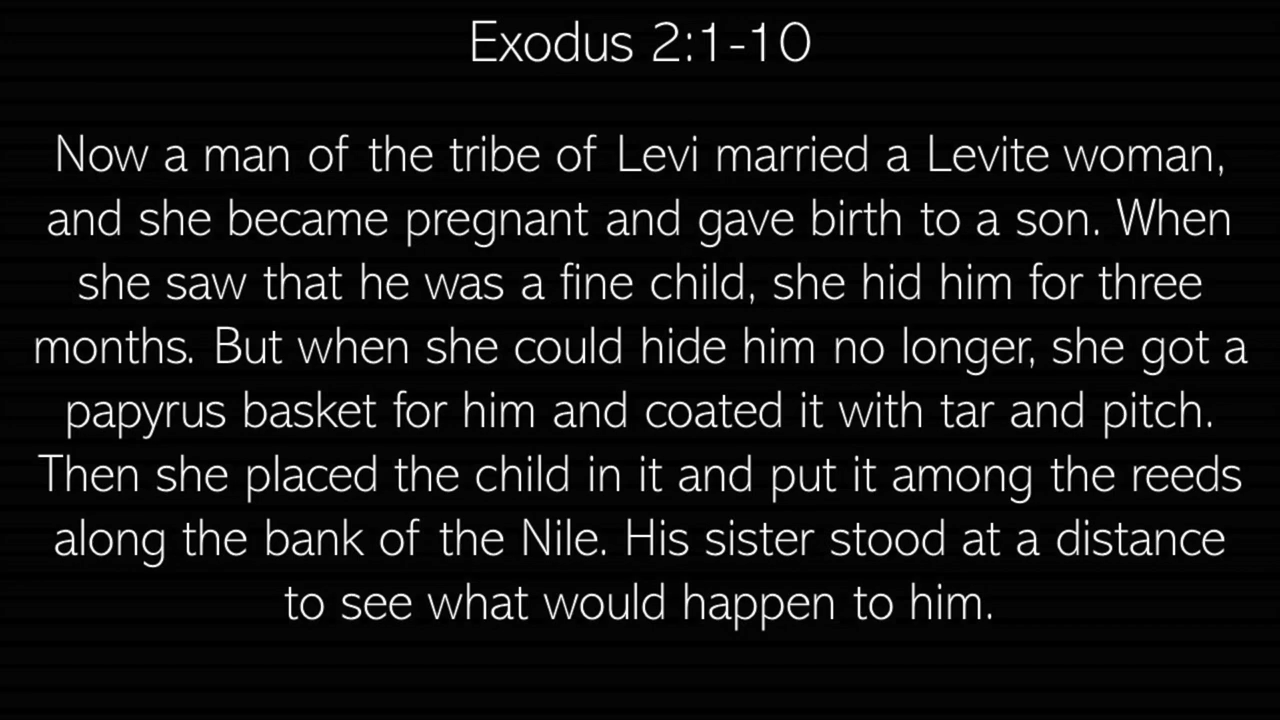 Exodus 2:1-10
Now a man of the tribe of Levi married a Levite woman,
and she became pregnant and gave birth to a son. When
she saw that he was a fine child, she hid him for three
months. But when she could hide him no longer, she got a
papyrus basket for him and coated it with tar and pitch.
Then she placed the child in it and put it among the reeds
along the bank of the Nile. His sister stood at a distance
to see what would happen to him.